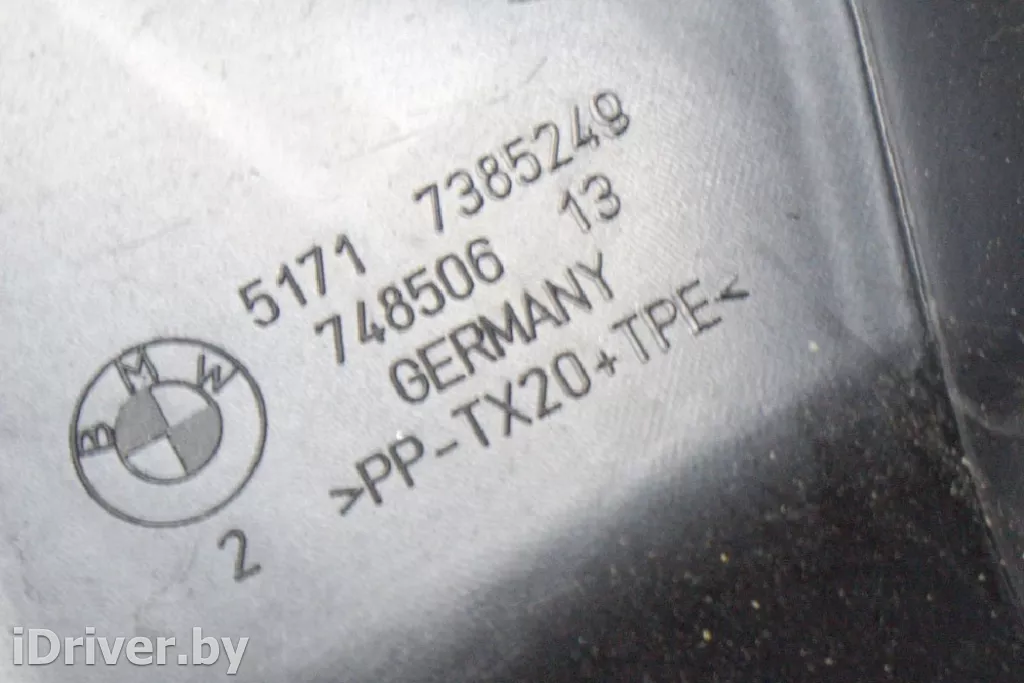 5171 7385249
748506 13
GERMANY
>PP-TX20+TPE<
BMW
2
iDriver.by